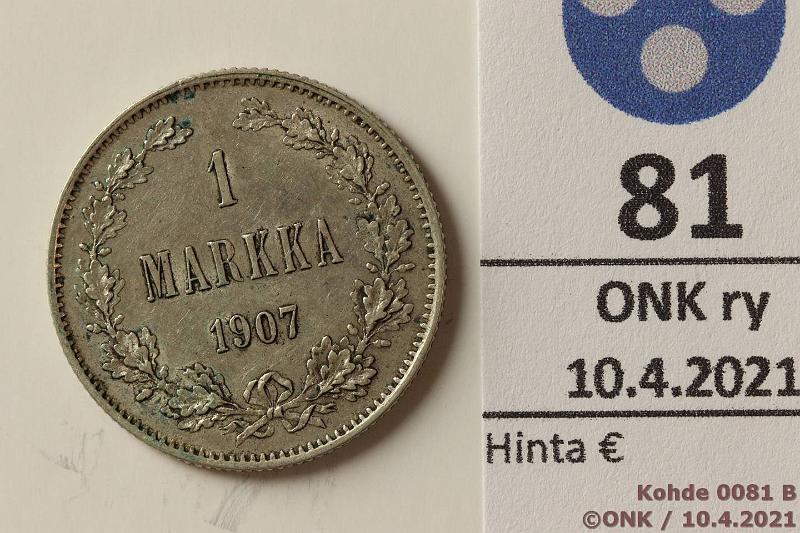 1
MARKKA
1907
81
ONK ry
10.4.2021
Hinta €
Kohde 0081 B
©ONK / 10.4.2021